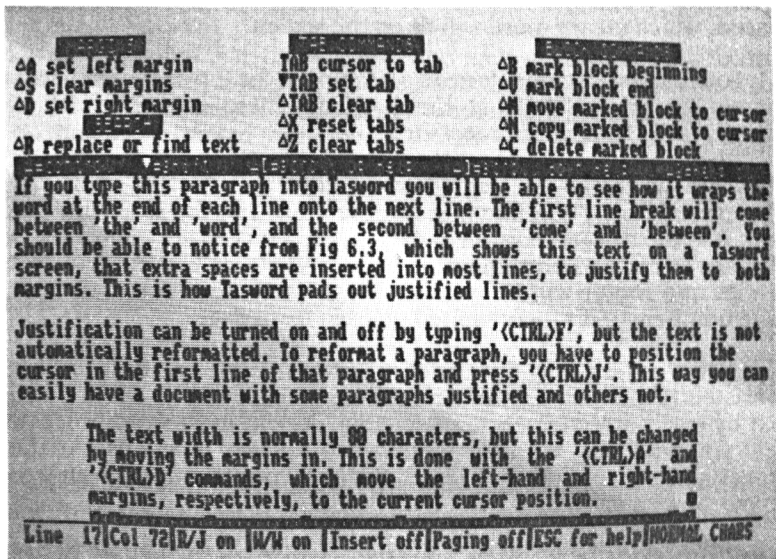 △A set left margin TAB cursor to tab △B mark block beginning
△S clear margins ▼TAB set tab △V mark block end
△D set right margin △TAB clear tab △M move marked block to cursor
△X reset tabs △N copy marked block to cursor
△R replace or find text △Z clear tabs △C delete marked block
If you type this paragraph into Tasword you will be able to see how it wraps the
word at the end of each line onto the next line. The first line break will come
between 'the' and 'word', and the second between 'come' and 'between'. You
should be able to notice from Fig 6.3, which shows this text on a Tasword
screen, that extra spaces are inserted into most lines, to justify them to both
margins. This is how Tasword pads out justified lines.
Justification can be turned on and off by typing '<CTRL>F', but the text is not
automatically reformatted. To reformat a paragraph, you have to position the
cursor in the first line of that paragraph and press '<CTRL>J'. This way you can
easily have a document with some paragraphs justified and others not.
The text width is normally 80 characters, but this can be changed
by moving the margins in. This is done with the '<CTRL>A' and
'<CTRL>D' commands, which move the left-hand and right-hand
margins, respectively, to the current cursor position.
Line 17|Col 72|R/J on |W/W on |Insert off|Paging off|ESC for help|NORMAL CHARS